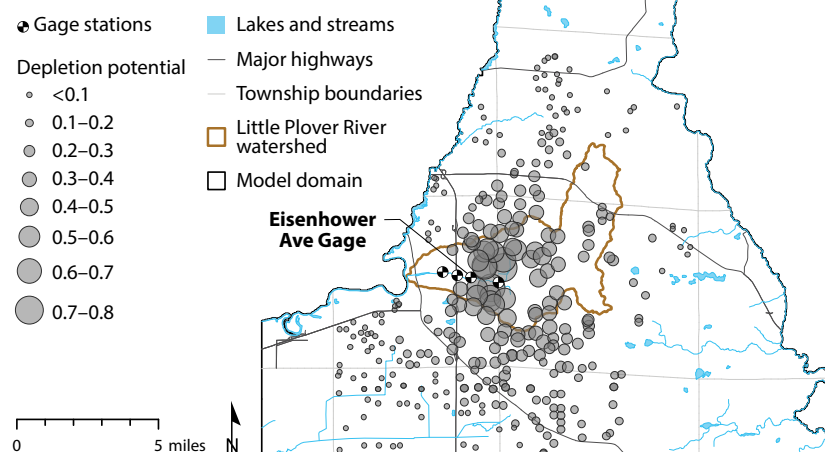 Gage stations
Depletion potential
<0.1
0.1–0.2
0.2–0.3
0.3–0.4
0.4–0.5
0.5–0.6
0.6–0.7
0.7–0.8
Lakes and streams
Major highways
Township boundaries
Little Plover River
watershed
Model domain
Eisenhower
Ave Gage
0
5 miles
N